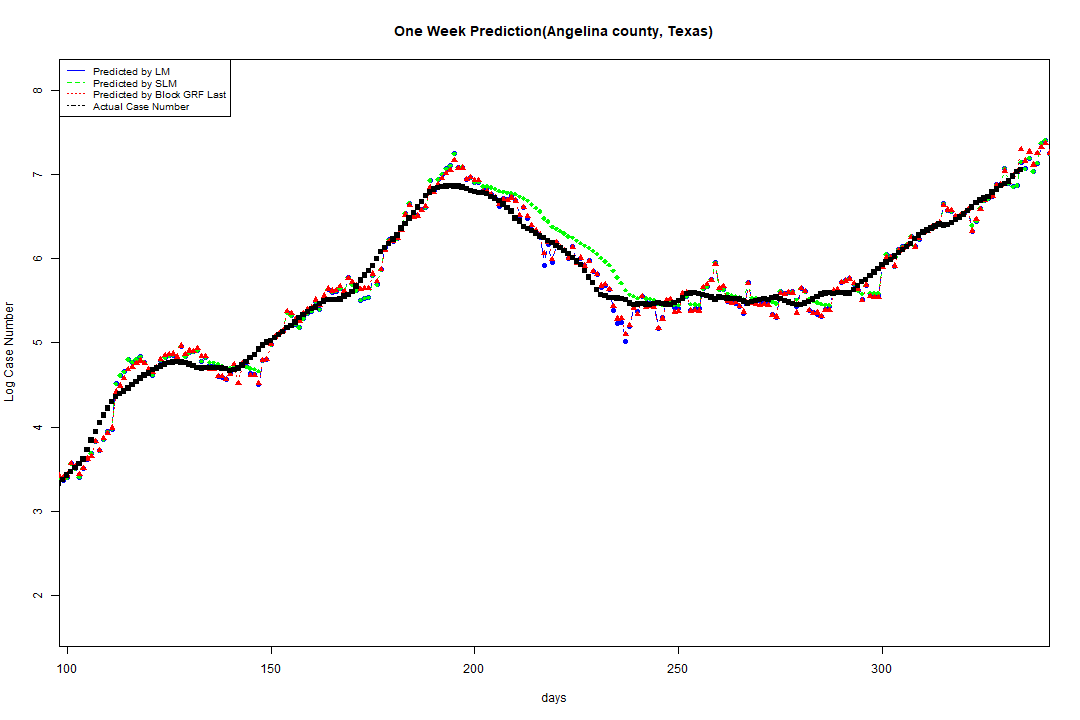 One Week Prediction(Angelina county, Texas)
Predicted by LM
Predicted by SLM
Predicted by Block GRF Last
Actual Case Number
8
7
6
5
4
3
2
Log Case Number
100 150 200 250 300
days